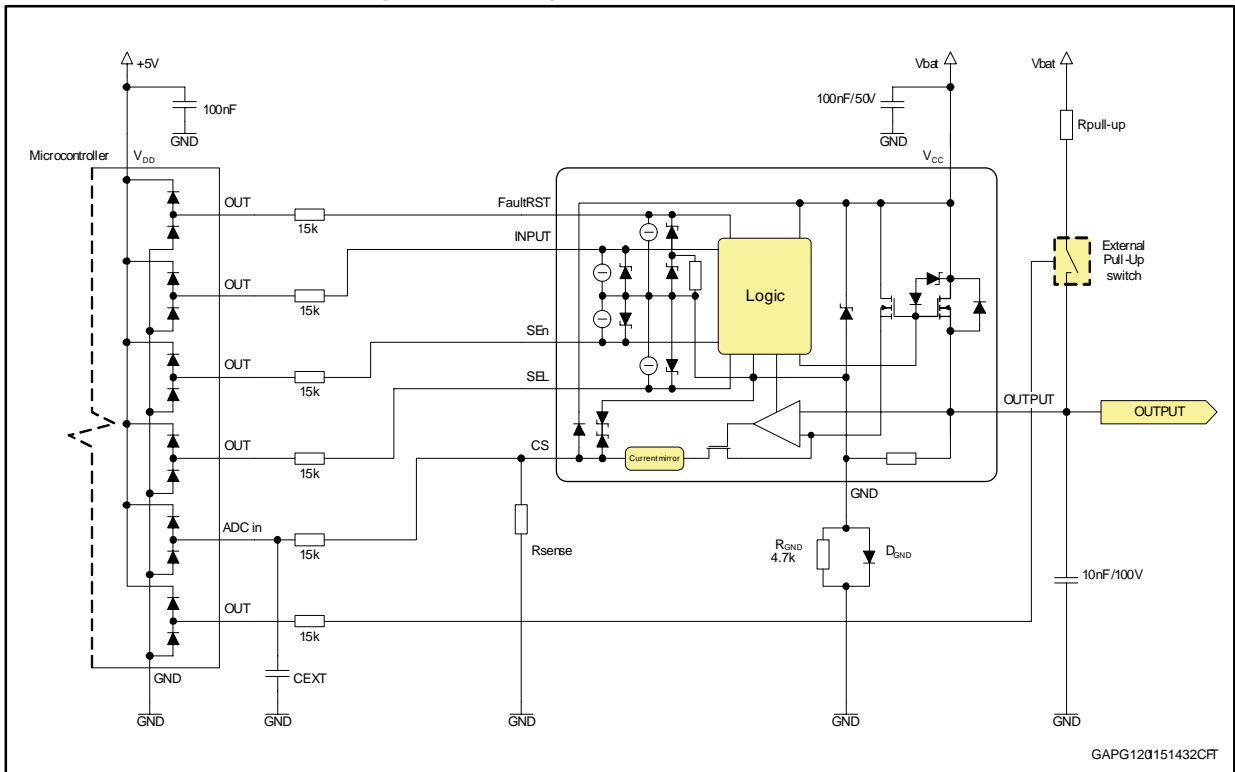 +5V
Vbat
Vbat
100nF
100nF/50V
GND
GND
Rpull-up
Microcontroller
VDD
VCC
OUT
15k
FaultRST
INPUT
OUT
15k
External
Pull-Up
switch
Logic
SEn
OUT
15k
SEL
OUTPUT
OUTPUT
OUT
15k
CS
Current mirror
GND
ADC in
15k
Rsense
RGND
4.7k
DGND
10nF/100V
OUT
15k
GND
CEXT
GND
GND
GND
GND
GND
GAPG1201151432CFT